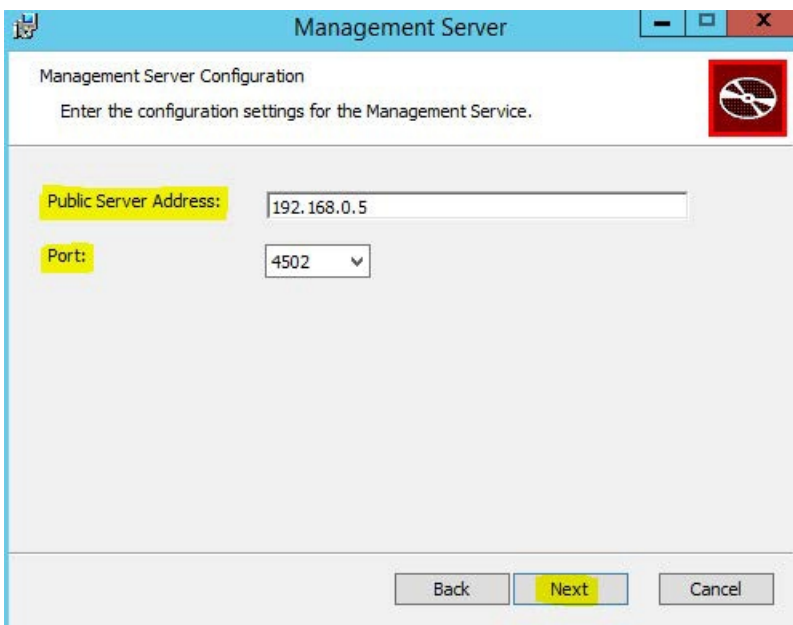 Management Server
Management Server Configuration
Enter the configuration settings for the Management Service.
Public Server Address:
192.168.0.5
Port:
4502
Back
Next
Cancel